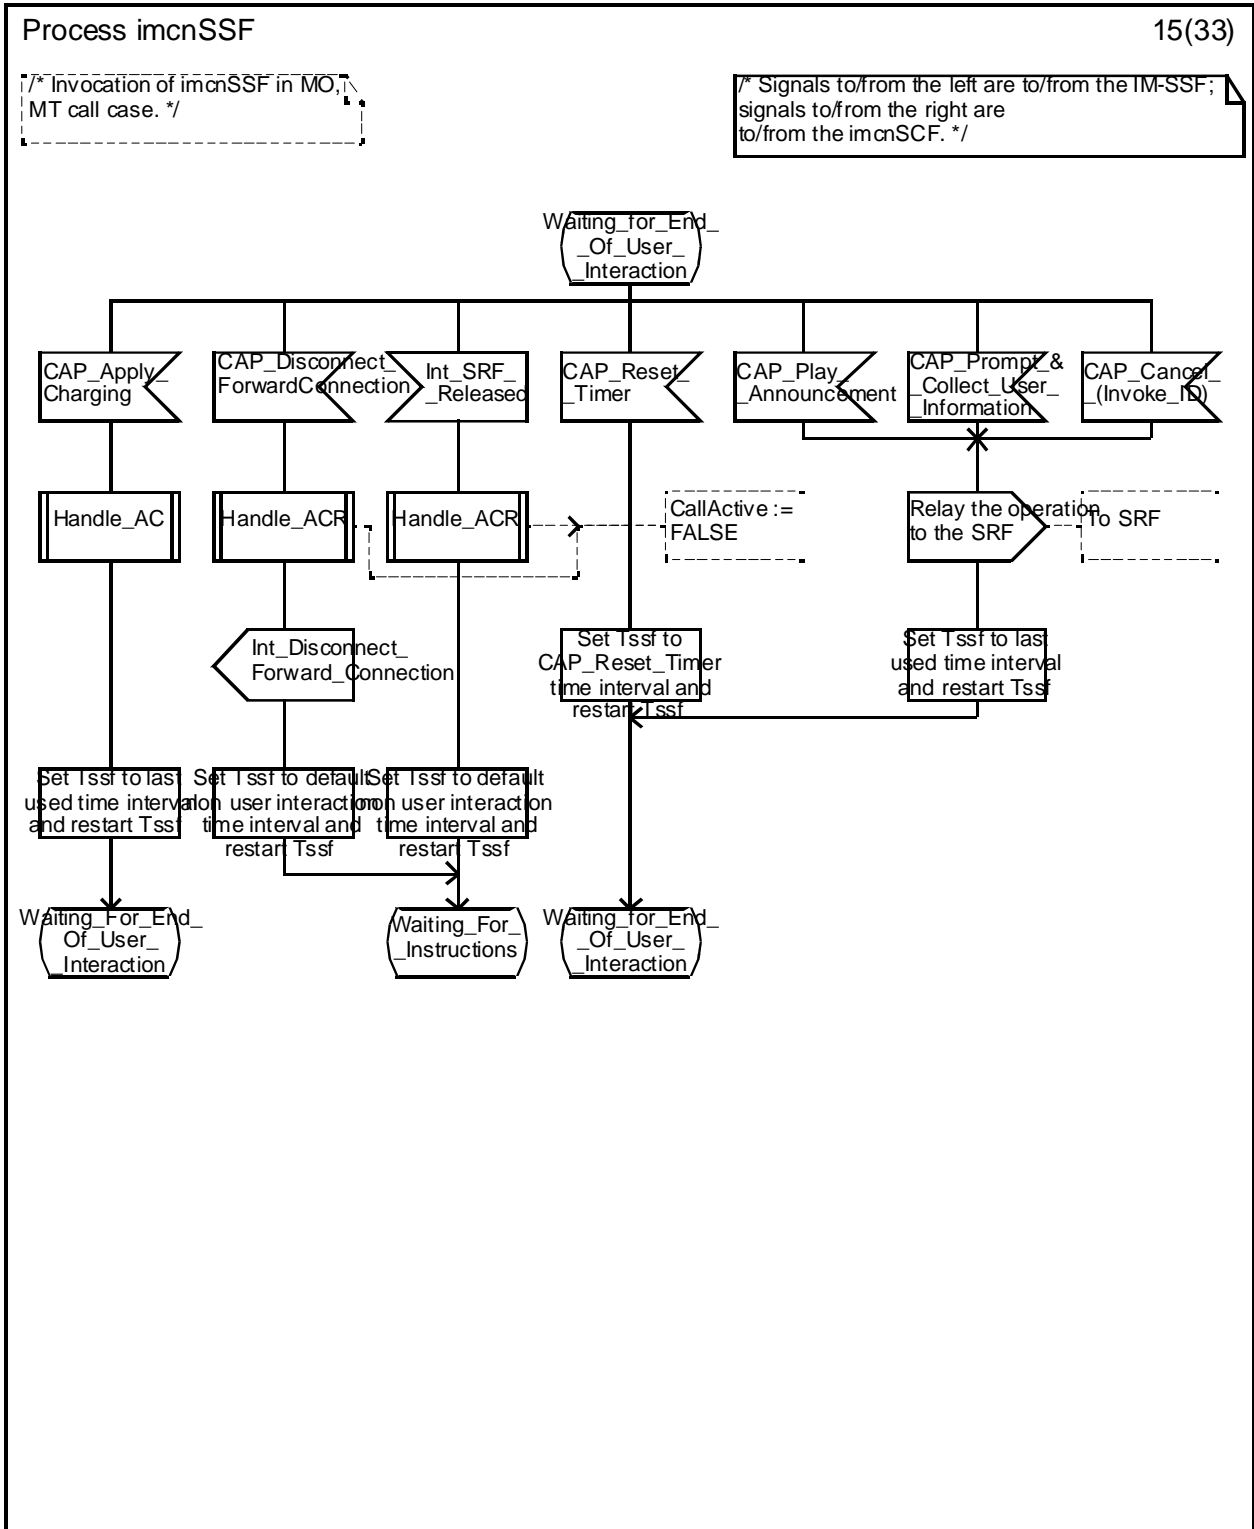 Process imcnSSF
15(33)
/* Invocation of imcnSSF in MO,
MT call case. */
/* Signals to/from the left are to/from the IM-SSF;
signals to/from the right are
to/from the imcnSCF. */
Waiting_for_End_
_Of_User_
_Interaction
CAP_Apply_
Charging
CAP_Disconnect_
ForwardConnection
Int_SRF_
_Released
CAP_Reset_
_Timer
CAP_Play_
_Announcement
CAP_Prompt_&
_Collect_User_
_Information
CAP_Cancel_
_(Invoke_ID)
Handle_AC
Handle_ACR
Handle_ACR
CallActive :=
FALSE
Relay the operation
to the SRF
To SRF
Int_Disconnect_
Forward_Connection
Set Tssf to
CAP_Reset_Timer
time interval and
restart Tssf
Set Tssf to last
used time interval
and restart Tssf
Set Tssf to last
used time interval
and restart Tssf
Set Tssf to default
non user interaction
time interval and
restart Tssf
Set Tssf to default
non user interaction
time interval and
restart Tssf
Waiting_For_End_
Of_User_
_Interaction
Waiting_For_
_Instructions
Waiting_for_End_
_Of_User_
_Interaction